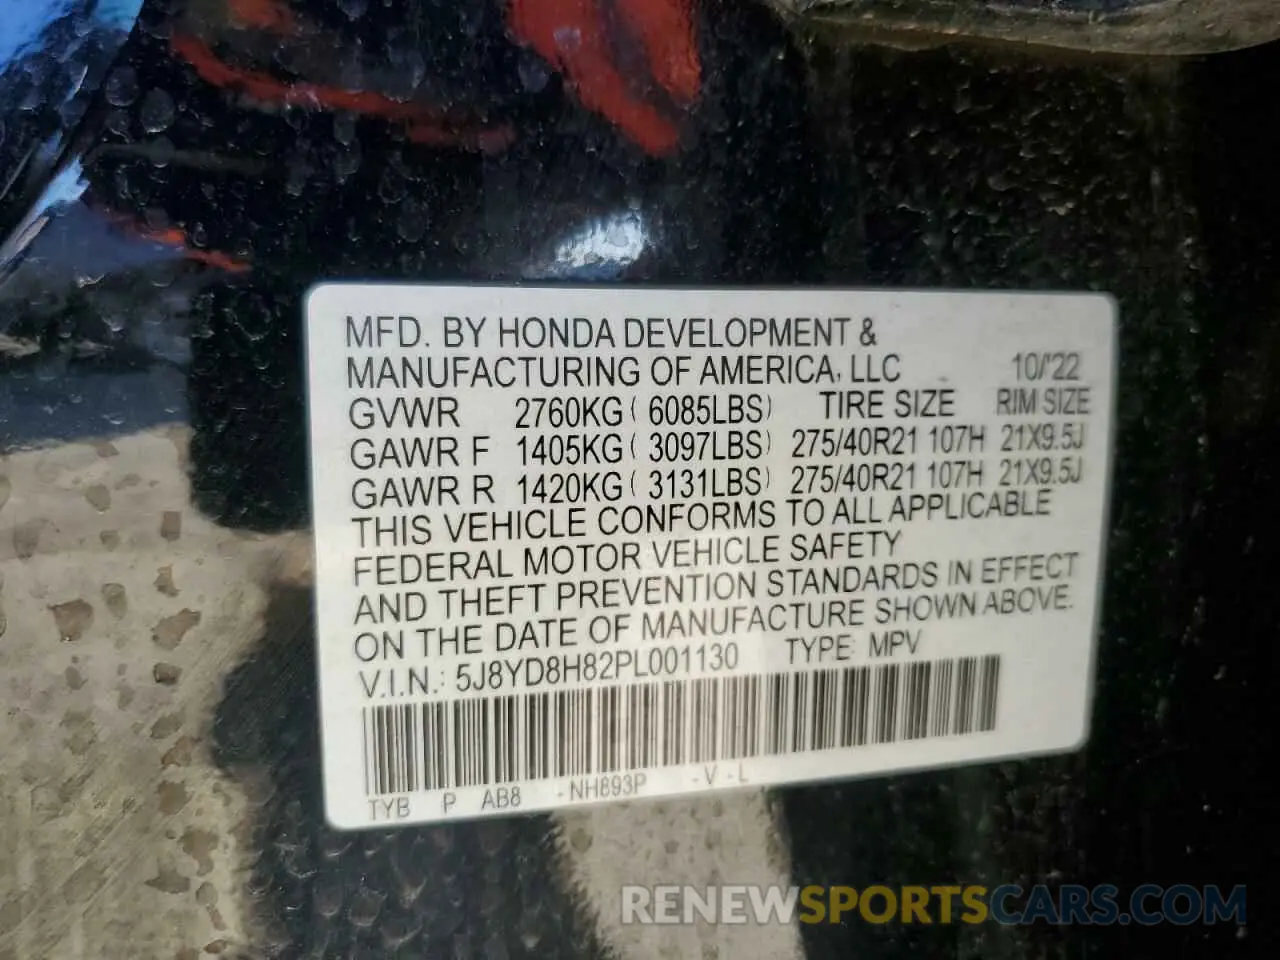 MFD. BY HONDA DEVELOPMENT &
MANUFACTURING OF AMERICA, LLC 10/'22
GVWR 2760KG ( 6085LBS) TIRE SIZE RIM SIZE
GAWR F 1405KG ( 3097LBS) 275/40R21 107H 21X9.5J
GAWR R 1420KG ( 3131LBS) 275/40R21 107H 21X9.5J
THIS VEHICLE CONFORMS TO ALL APPLICABLE
FEDERAL MOTOR VEHICLE SAFETY
AND THEFT PREVENTION STANDARDS IN EFFECT
ON THE DATE OF MANUFACTURE SHOWN ABOVE.
V.I.N.: 5J8YD8H82PL001130 TYPE: MPV
TYB P AB8 - NH893P - V - L
RENEWSPORTSCARS.COM